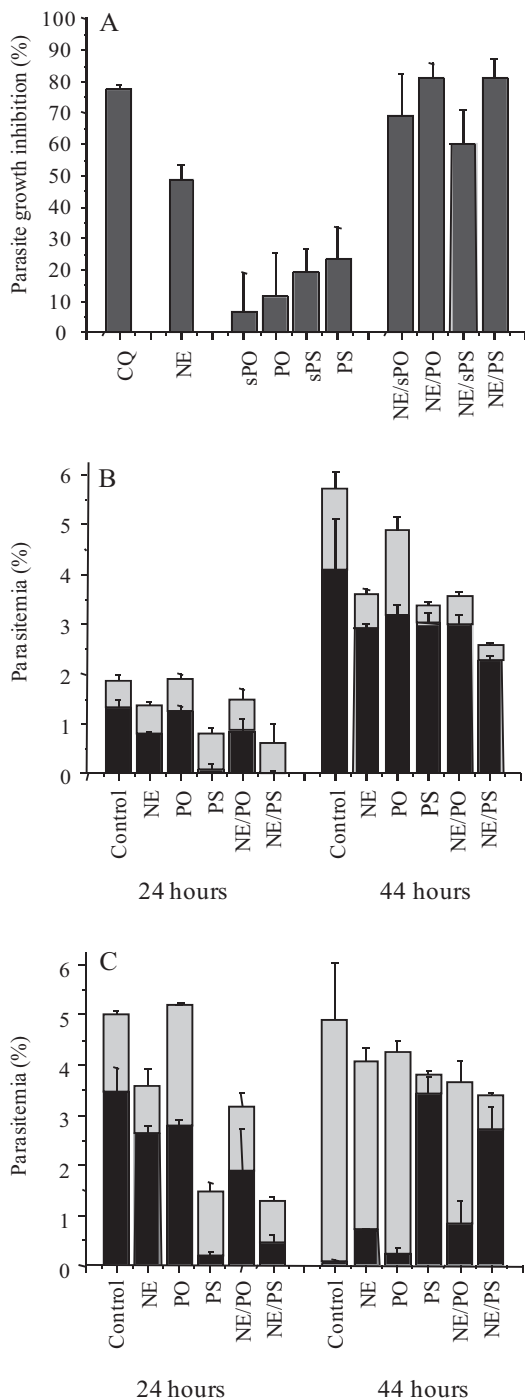 A
Parasite growth inhibition (%)
100
90
80
70
60
50
40
30
20
10
0
CQ
NE
sPO
PO
sPS
PS
NE/sPO
NE/PO
NE/sPS
NE/PS
B
Parasitemia (%)
6
5
4
3
2
1
0
Control
NE
PO
PS
NE/PO
NE/PS
Control
NE
PO
PS
NE/PO
NE/PS
24 hours
44 hours
C
Parasitemia (%)
6
5
4
3
2
1
0
Control
NE
PO
PS
NE/PO
NE/PS
Control
NE
PO
PS
NE/PO
NE/PS
24 hours
44 hours